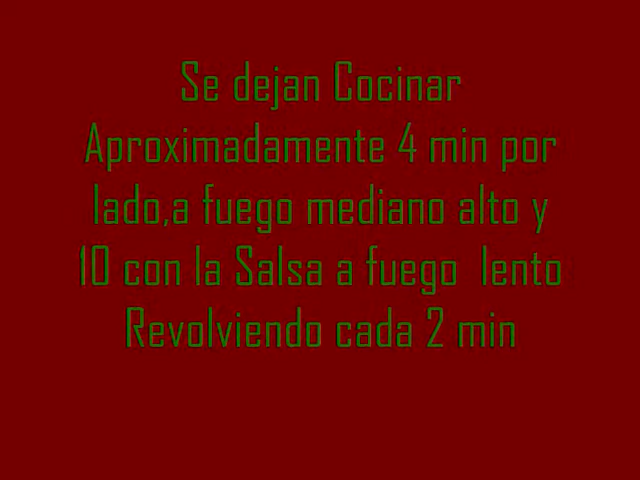 Se dejan Cocinar
Aproximadamente 4 min por
lado,a fuego mediano alto y
10 con la Salsa a fuego lento
Revolviendo cada 2 min